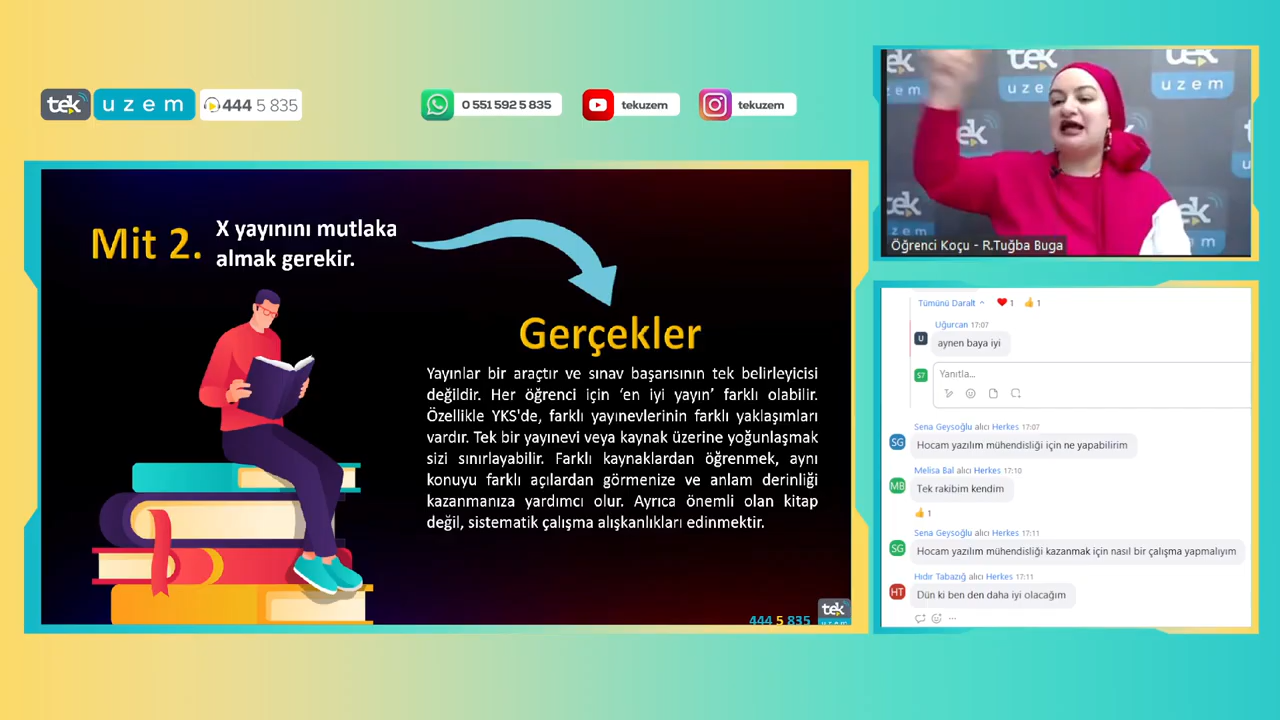 tek uzem 444 5 835
0 551 592 5 835
tekuzem
tekuzem
Mit 2.
X yayınını mutlaka
almak gerekir.
Gerçekler
Yayınlar bir araçtır ve sınav başarısının tek belirleyicisi
değildir. Her öğrenci için ‘en iyi yayın’ farklı olabilir.
Özellikle YKS'de, farklı yayınevlerinin farklı yaklaşımları
vardır. Tek bir yayınevi veya kaynak üzerine yoğunlaşmak
sizi sınırlayabilir. Farklı kaynaklardan öğrenmek, aynı
konuyu farklı açılardan görmenize ve anlam derinliği
kazanmanıza yardımcı olur. Ayrıca önemli olan kitap
değil, sistematik çalışma alışkanlıkları edinmektir.
444 5 835
tek
uzem
Öğrenci Koçu - R.Tuğba Buga
Tümünü Daralt
1
1
Uğurcan 17:07
U
aynen baya iyi
Yanıtla...
Sena Geysoğlu alıcı Herkes 17:07
SG
Hocam yazılım mühendisliği için ne yapabilirim
Melisa Bal alıcı Herkes 17:10
MB
Tek rakibim kendim
1
Sena Geysoğlu alıcı Herkes 17:11
SG
Hocam yazılım mühendisliği kazanmak için nasıl bir çalışma yapmalıyım
Hıdır Tabazığ alıcı Herkes 17:11
HT
Dün ki ben den daha iyi olacağım